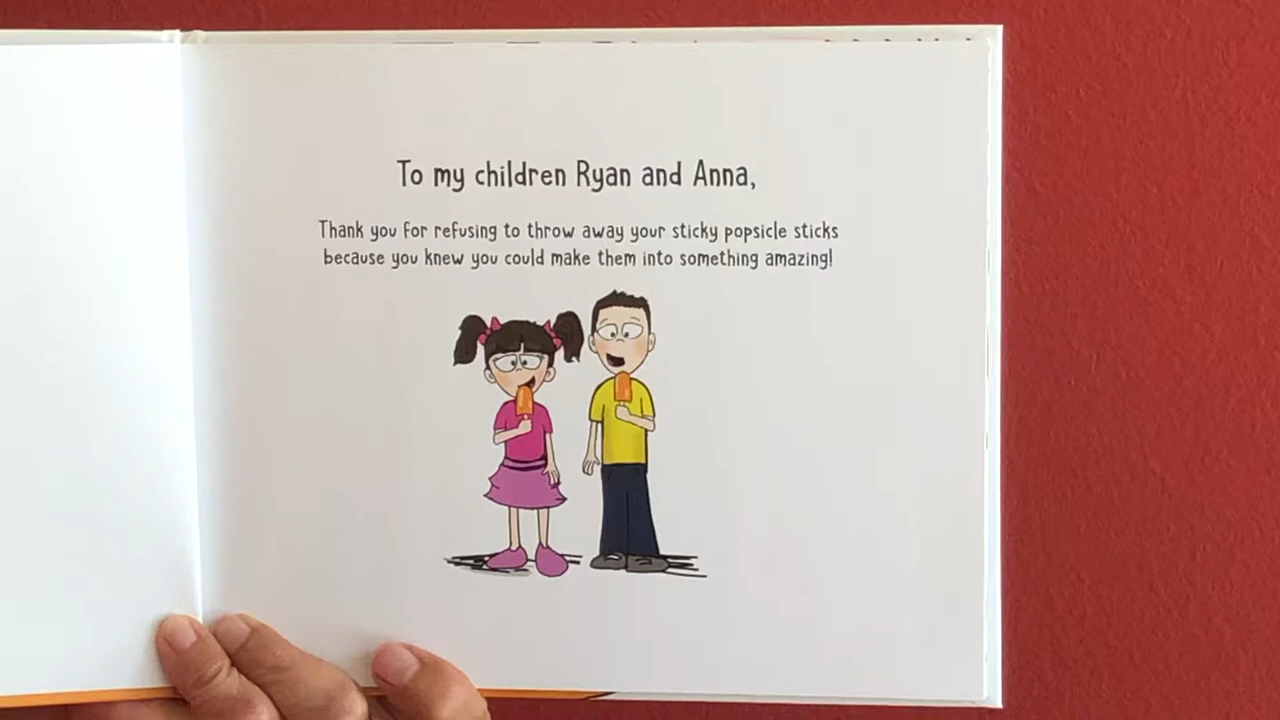 To my children Ryan and Anna,
Thank you for refusing to throw away your sticky popsicle sticks
because you knew you could make them into something amazing!